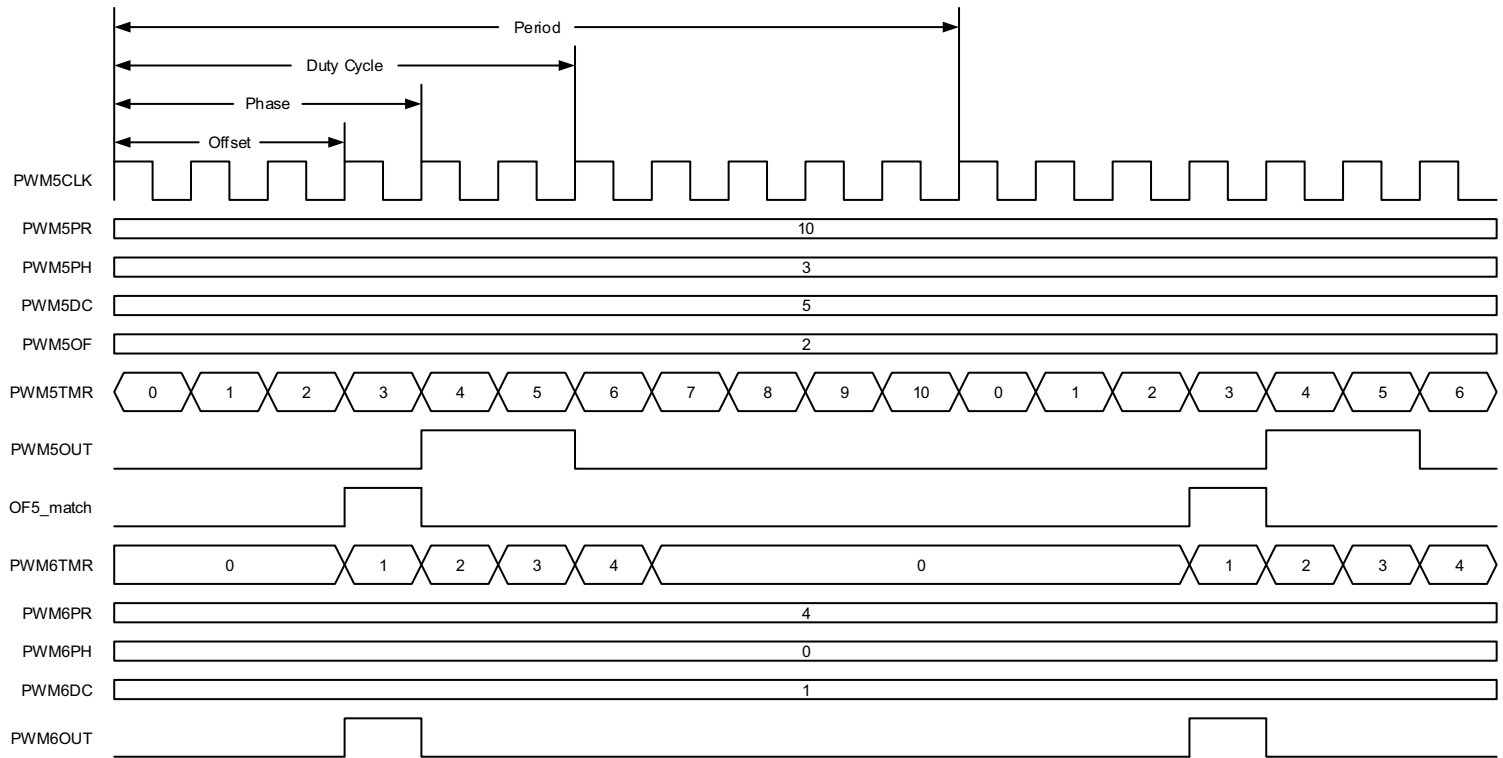 Period
Duty Cycle
Phase
Offset
PWM5CLK
PWM5PR 10
PWM5PH 3
PWM5DC 5
PWM5OF 2
PWM5TMR 0 1 2 3 4 5 6 7 8 9 10 0 1 2 3 4 5 6
PWM5OUT
OF5_match
PWM6TMR 0 1 2 3 4 0 1 2 3 4
PWM6PR 4
PWM6PH 0
PWM6DC 1
PWM6OUT